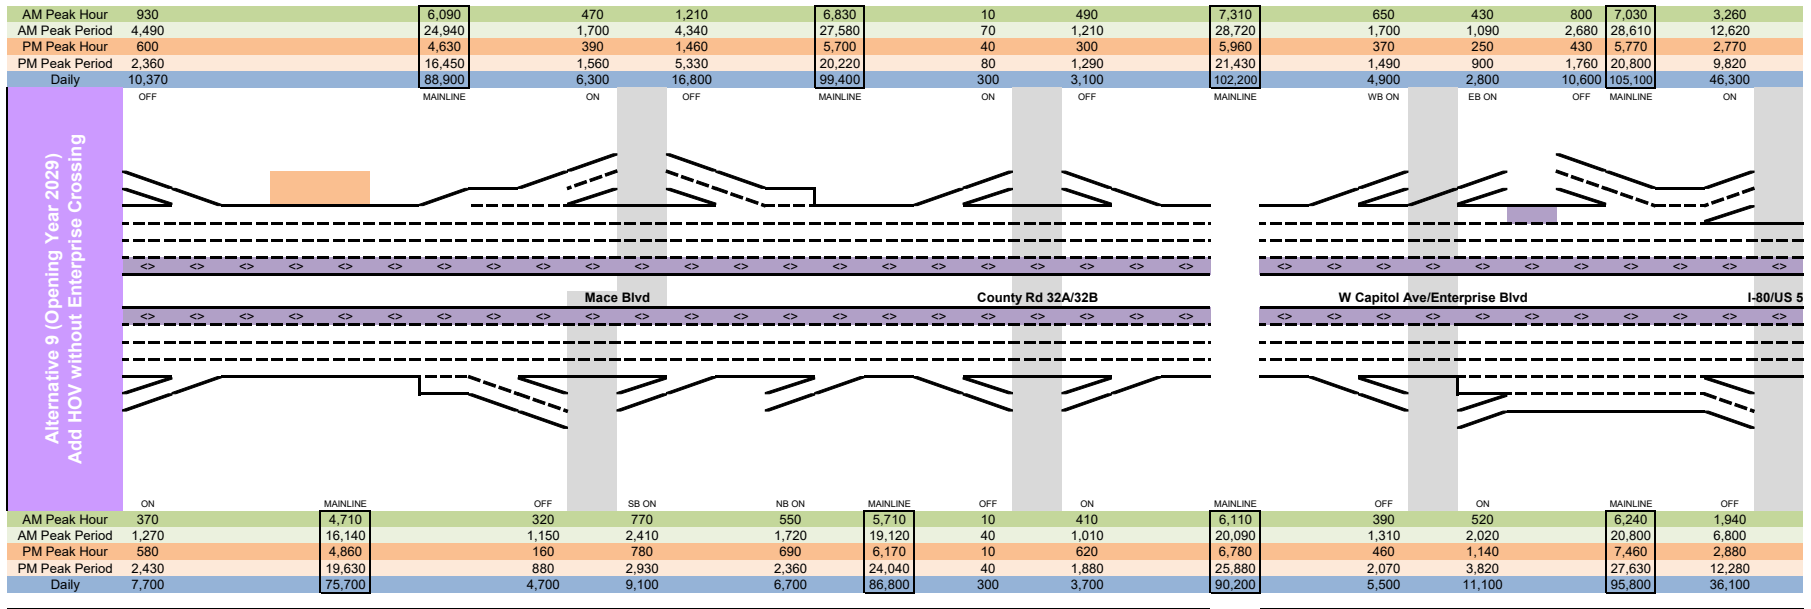 AM Peak Hour 930 6,090 470 1,210 6,830 10 490 7,310 650 430 800 7,030 3,260
AM Peak Period 4,490 24,940 1,700 4,340 27,580 70 1,210 28,720 1,700 1,090 2,680 28,610 12,620
PM Peak Hour 600 4,630 390 1,460 5,700 40 300 5,960 370 250 430 5,770 2,770
PM Peak Period 2,360 16,450 1,560 5,330 20,220 80 1,290 21,430 1,490 900 1,760 20,800 9,820
Daily 10,370 88,900 6,300 16,800 99,400 300 3,100 102,200 4,900 2,800 10,600 105,100 46,300
OFF MAINLINE ON OFF MAINLINE ON OFF MAINLINE WB ON EB ON OFF MAINLINE ON
Alternative 9 (Opening Year 2029)
Add HOV without Enterprise Crossing
<> <> <> <> <> <> <> <> <> <> <> <> <> <> <> <> <> <> <> <> <> <> <> <> <> <> <> <> <> <> <> <> <>
Mace Blvd County Rd 32A/32B W Capitol Ave/Enterprise Blvd I-80/US 5
<> <> <> <> <> <> <> <> <> <> <> <> <> <> <> <> <> <> <> <> <> <> <> <> <> <> <> <> <> <> <> <> <>
ON MAINLINE OFF SB ON NB ON MAINLINE OFF ON MAINLINE OFF ON MAINLINE OFF
AM Peak Hour 370 4,710 320 770 550 5,710 10 410 6,110 390 520 6,240 1,940
AM Peak Period 1,270 16,140 1,150 2,410 1,720 19,120 40 1,010 20,090 1,310 2,020 20,800 6,800
PM Peak Hour 580 4,860 160 780 690 6,170 10 620 6,780 460 1,140 7,460 2,880
PM Peak Period 2,430 19,630 880 2,930 2,360 24,040 40 1,880 25,880 2,070 3,820 27,630 12,280
Daily 7,700 75,700 4,700 9,100 6,700 86,800 300 3,700 90,200 5,500 11,100 95,800 36,100